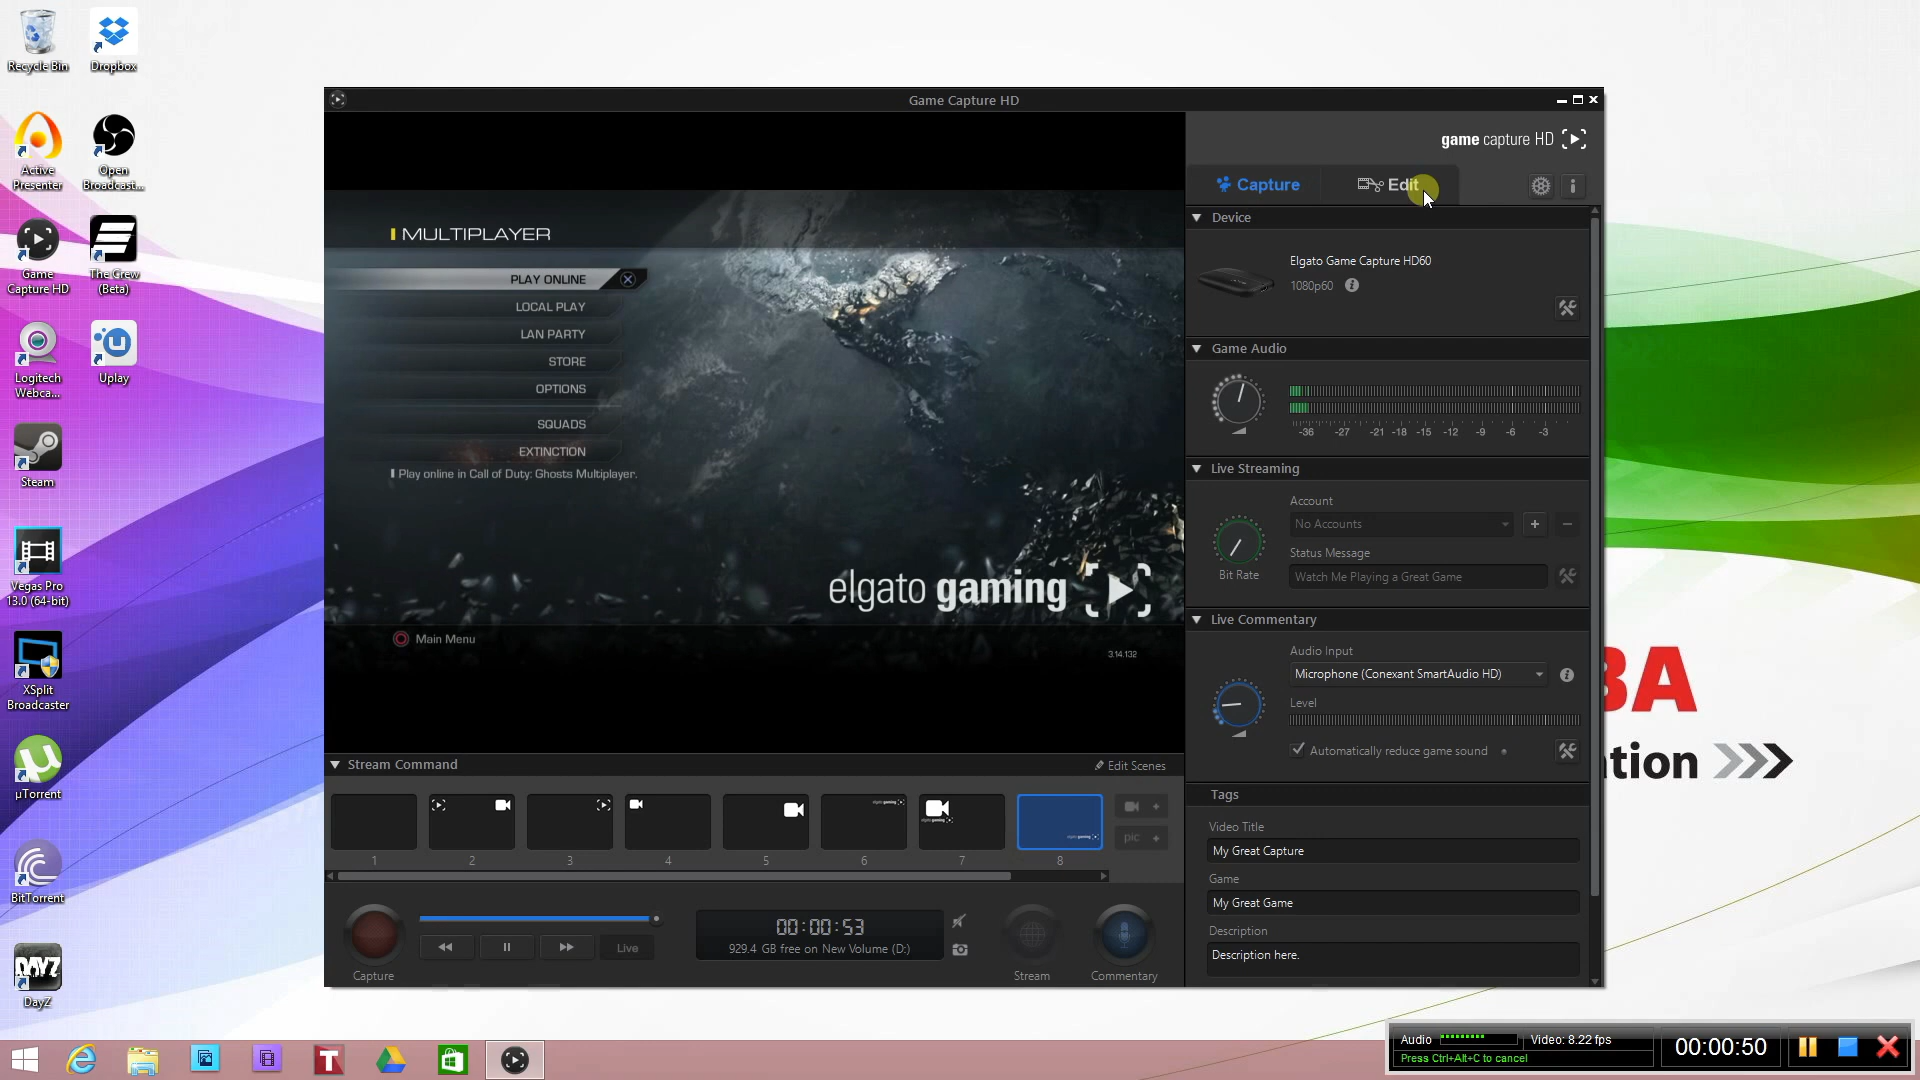 Recycle Bin
Dropbox
Active
Presenter
Open
Broadcast...
Game
Capture HD
The Crew
(Beta)
Logitech
Webca...
Uplay
Steam
Vegas Pro
13.0 (64-bit)
XSplit
Broadcaster
µTorrent
BitTorrent
DAYZ
DayZ
Game Capture HD
MULTIPLAYER
PLAY ONLINE
LOCAL PLAY
LAN PARTY
STORE
OPTIONS
SQUADS
EXTINCTION
Play online in Call of Duty: Ghosts Multiplayer.
elgato gaming
Main Menu
3.14.132
game capture HD
Capture
Edit
Device
Elgato Game Capture HD60
1080p60
Game Audio
-36 -27 -21 -18 -15 -12 -9 -6 -3
Live Streaming
Account
No Accounts
Status Message
Bit Rate
Watch Me Playing a Great Game
Live Commentary
Audio Input
Microphone (Conexant SmartAudio HD)
Level
Automatically reduce game sound
Tags
Video Title
My Great Capture
Game
My Great Game
Description
Description here.
Stream Command
Edit Scenes
elgato gaming
elgato gaming
elgato gaming
pic
1 2 3 4 5 6 7 8
Live
00:00:53
929.4 GB free on New Volume (D:)
Capture
Stream
Commentary
BA
tion
Audio
Video: 8.22 fps
Press Ctrl+Alt+C to cancel
00:00:50